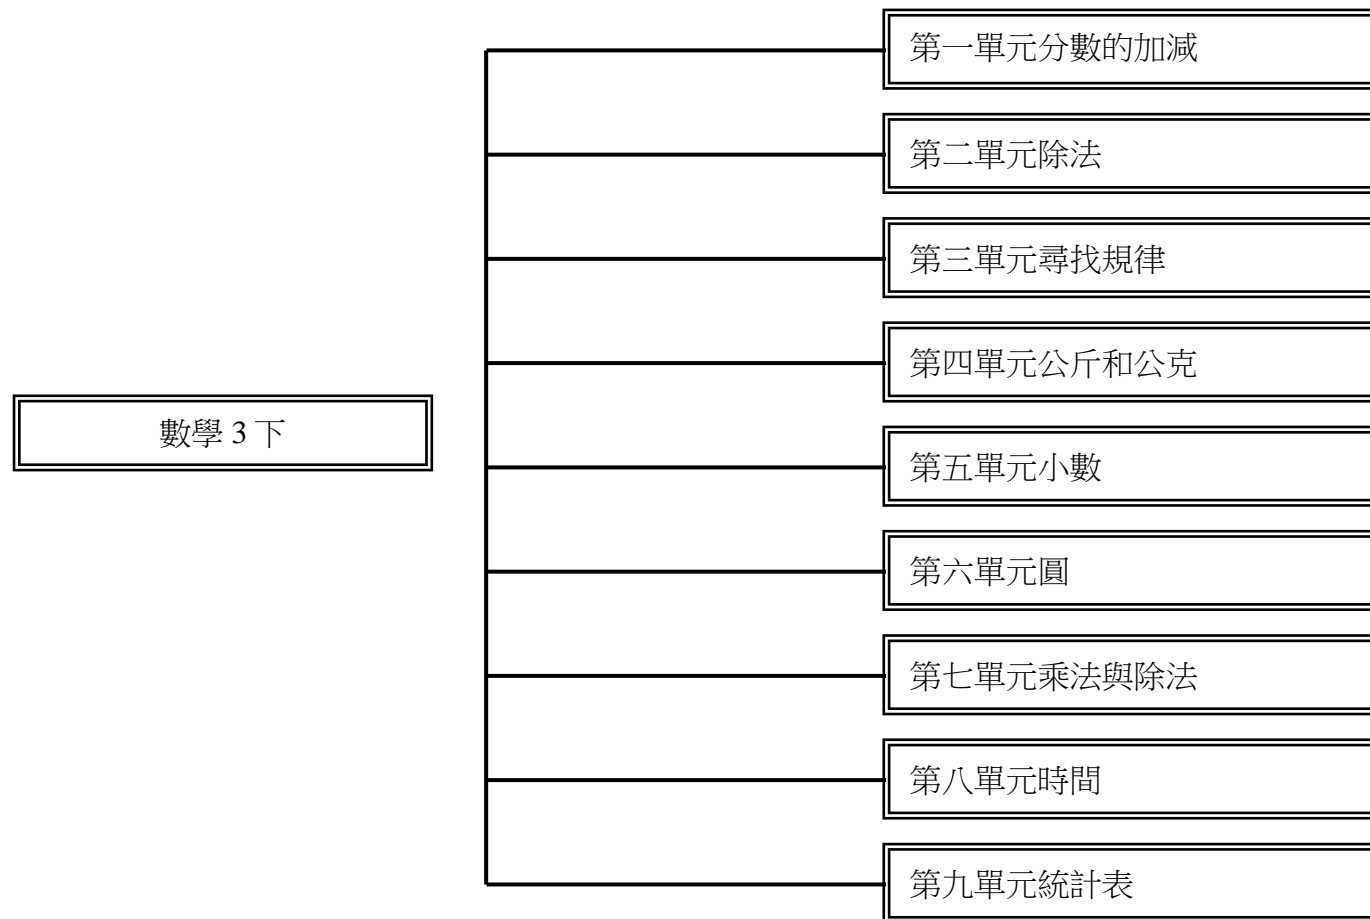 第一單元分數的加減
第二單元除法
第三單元尋找規律
第四單元公斤和公克
數學 3 下
第五單元小數
第六單元圓
第七單元乘法與除法
第八單元時間
第九單元統計表